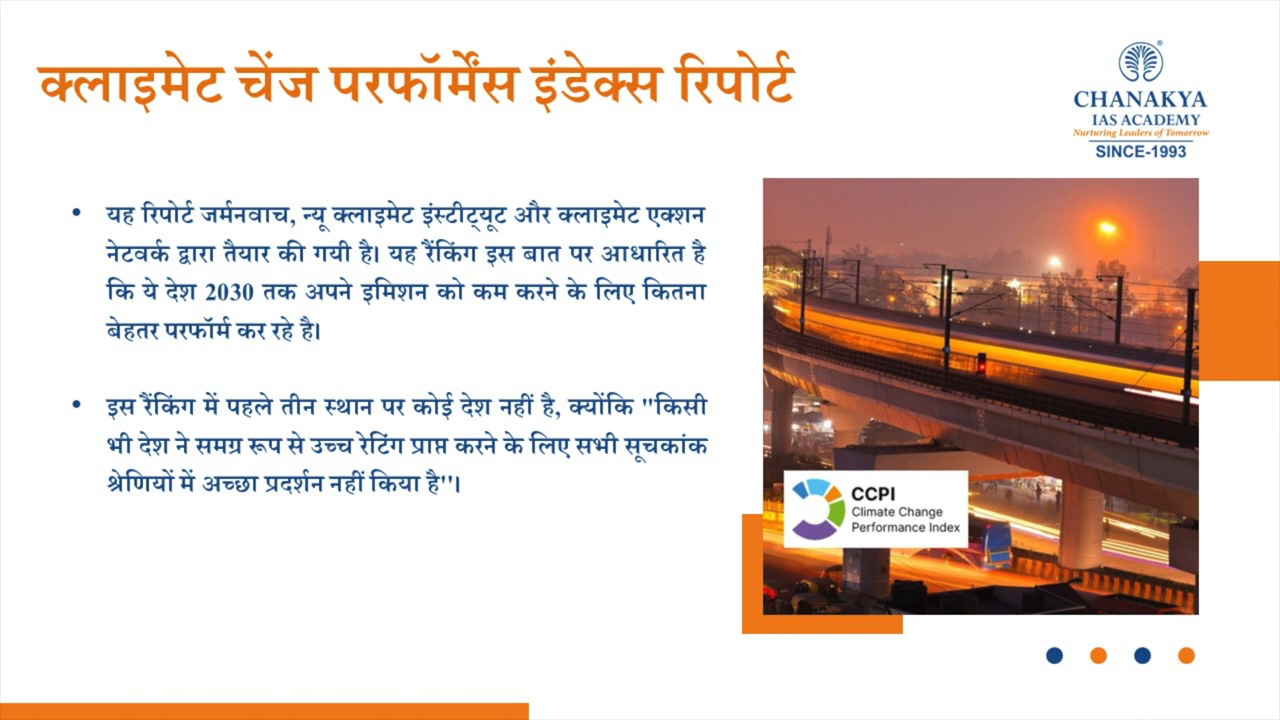 क्लाइमेट चेंज परफॉर्मेंस इंडेक्स रिपोर्ट
CHANAKYA
IAS ACADEMY
Nurturing Leaders of Tomorrow
SINCE-1993
• यह रिपोर्ट जर्मनवाच, न्यू क्लाइमेट इंस्टीट्यूट और क्लाइमेट एक्शन
नेटवर्क द्वारा तैयार की गयी है। यह रैंकिंग इस बात पर आधारित है
कि ये देश 2030 तक अपने इमिशन को कम करने के लिए कितना
बेहतर परफॉर्म कर रहे है।
• इस रैंकिंग में पहले तीन स्थान पर कोई देश नहीं है, क्योंकि "किसी
भी देश ने समग्र रूप से उच्च रेटिंग प्राप्त करने के लिए सभी सूचकांक
श्रेणियों में अच्छा प्रदर्शन नहीं किया है"।
CCPI
Climate Change
Performance Index